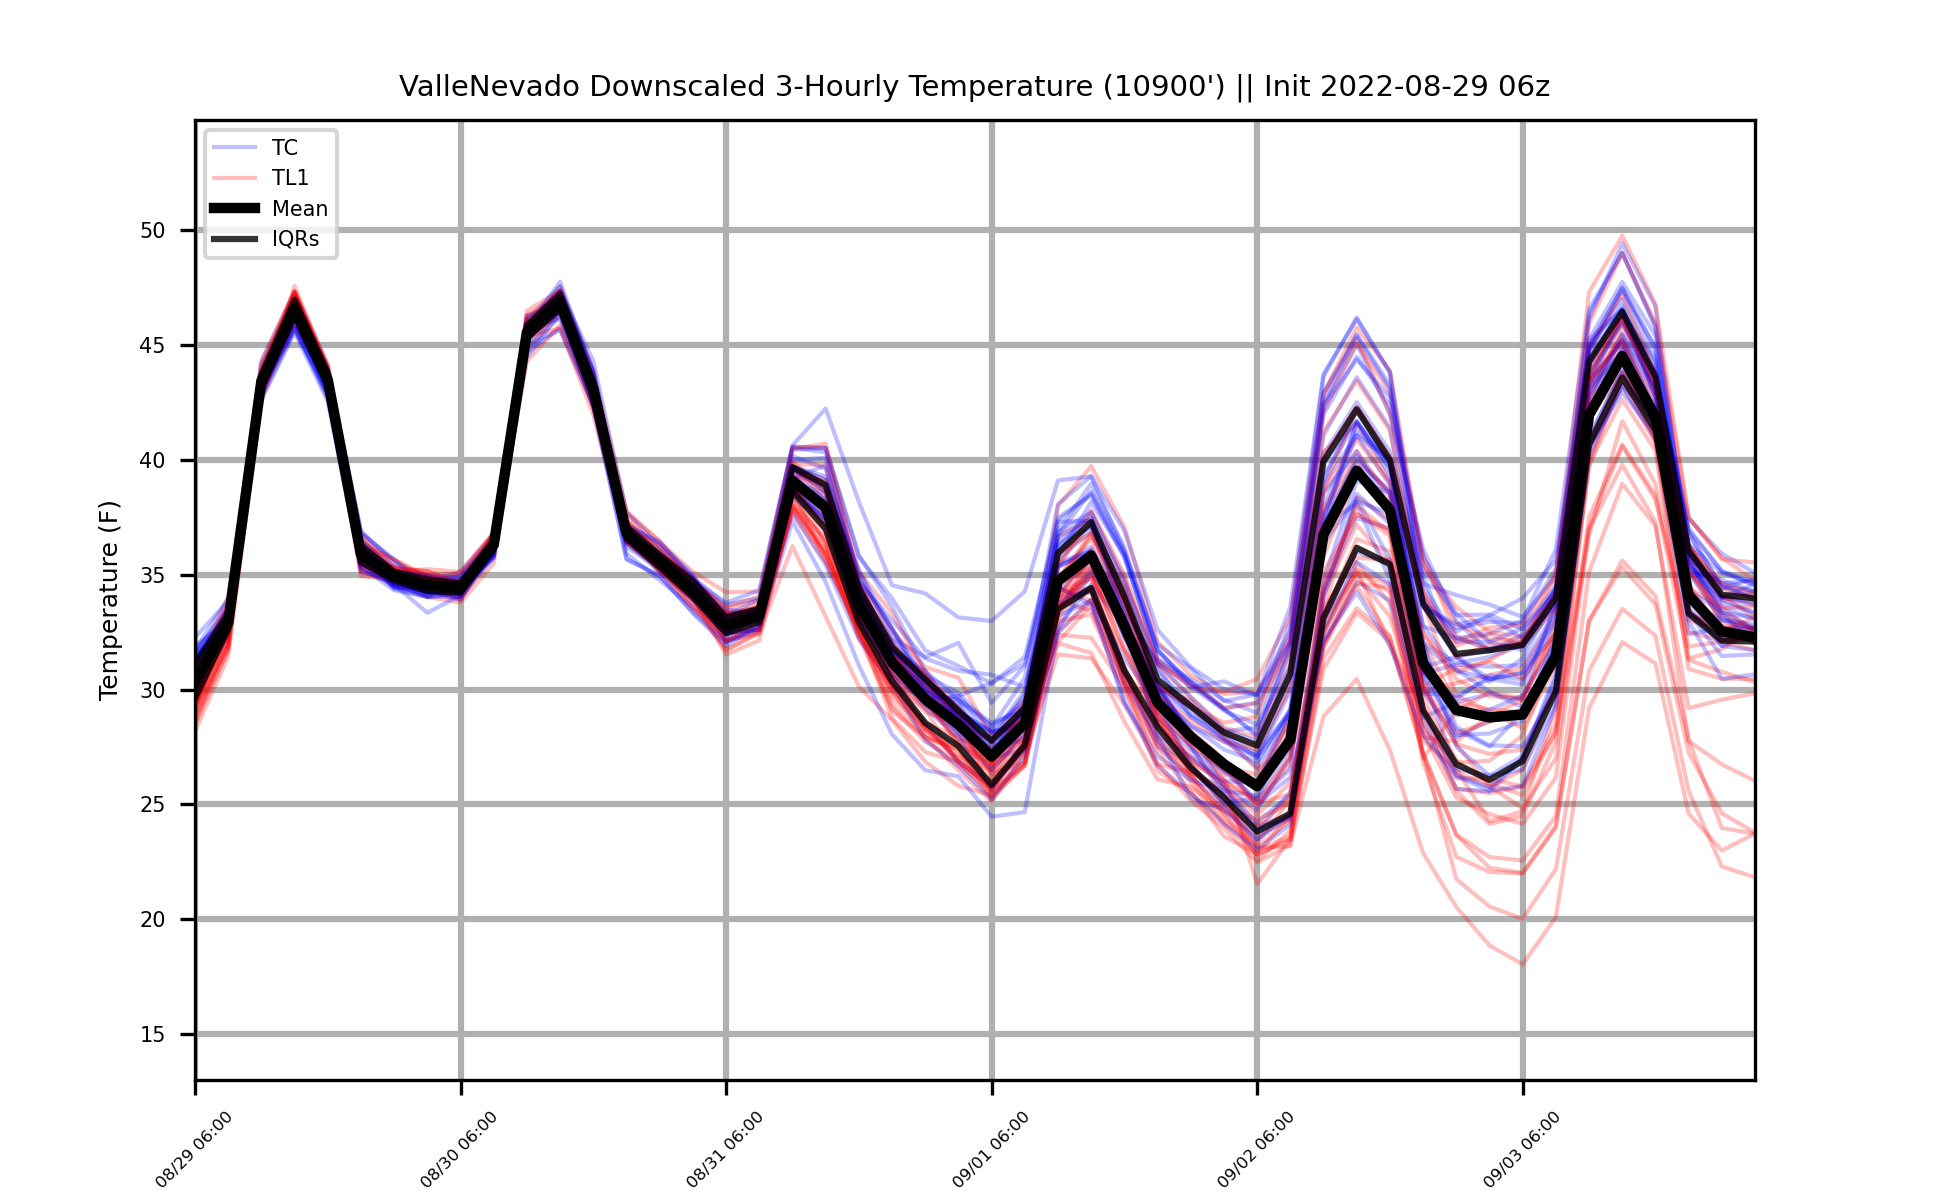 ValleNevado Downscaled 3-Hourly Temperature (10900') || Init 2022-08-29 06z
TC
TL1
Mean
IQRs
Temperature (F)
50
45
40
35
30
25
20
15
08/29 06:00
08/30 06:00
08/31 06:00
09/01 06:00
09/02 06:00
09/03 06:00